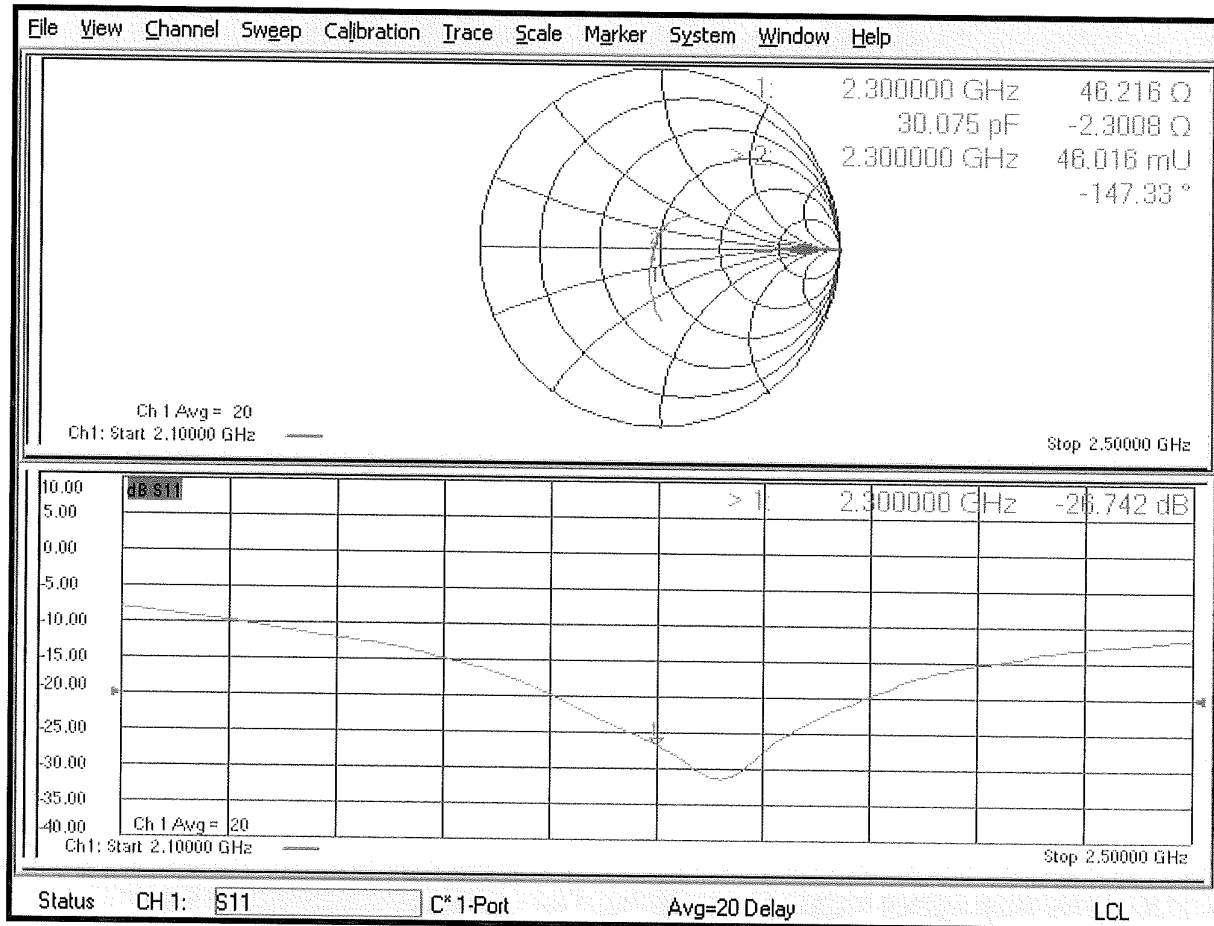 File View Channel Sweep Calibration Trace Scale Marker System Window Help
1: 2.300000 GHz 46.216 Ω
30.075 pF -2.3008 Ω
> 2: 2.300000 GHz 46.016 mU
-147.33 °
Ch 1 Avg = 20
Ch1: Start 2.10000 GHz
Stop 2.50000 GHz
dB S11
> 1: 2.300000 GHz -26.742 dB
10.00
5.00
0.00
-5.00
-10.00
-15.00
-20.00
-25.00
-30.00
-35.00
-40.00
Ch 1 Avg = 20
Ch1: Start 2.10000 GHz
Stop 2.50000 GHz
Status CH 1: S11 C* 1-Port Avg=20 Delay LCL